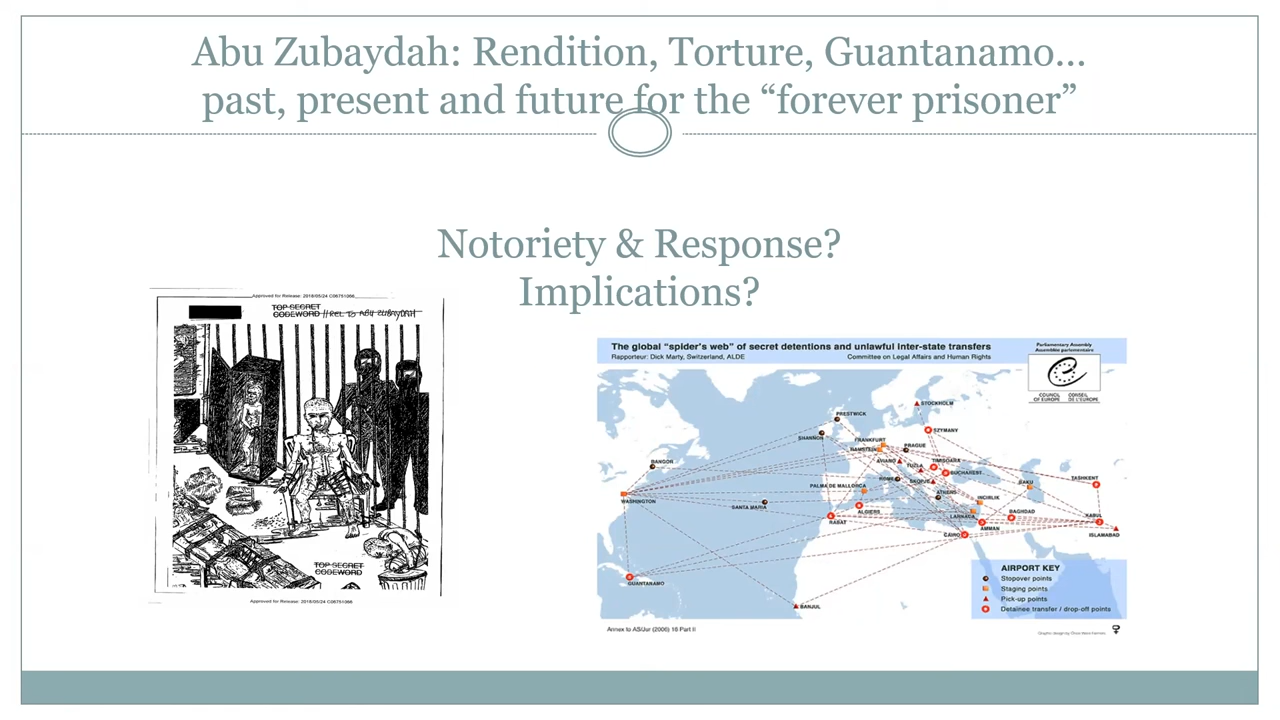 Abu Zubaydah: Rendition, Torture, Guantanamo…
past, present and future for the “forever prisoner”
Notoriety & Response?
Implications?
Approved for Release: 2018/05/24 C06751066
TOP SECRET
CODEWORD //REL TO ABU ZUBAYDAH
TOP SECRET
CODEWORD
Approved for Release: 2018/05/24 C06751066
The global “spider’s web” of secret detentions and unlawful inter-state transfers
Rapporteur: Dick Marty, Switzerland, ALDE
Committee on Legal Affairs and Human Rights
Parliamentary Assembly
Assemblée parlementaire
COUNCIL OF EUROPE
CONSEIL DE L'EUROPE
STOCKHOLM
PRESTWICK
SHANNON
SZYMANY
FRANKFURT
RAMSTEIN
PRAGUE
AVIANO
TUZLA
TIMISOARA
BUCHAREST
BANGOR
ROME
SKOPJE
BAKU
TASHKENT
PALMA DE MALLORCA
ATHENS
INCIRLIK
WASHINGTON
SANTA MARIA
ALGIERS
LARNACA
BAGHDAD
KABUL
RABAT
AMMAN
CAIRO
ISLAMABAD
GUANTANAMO
BANJUL
AIRPORT KEY
Stopover points
Staging points
Pick-up points
Detainee transfer / drop-off points
Annex to AS/Jur (2006) 16 Part II